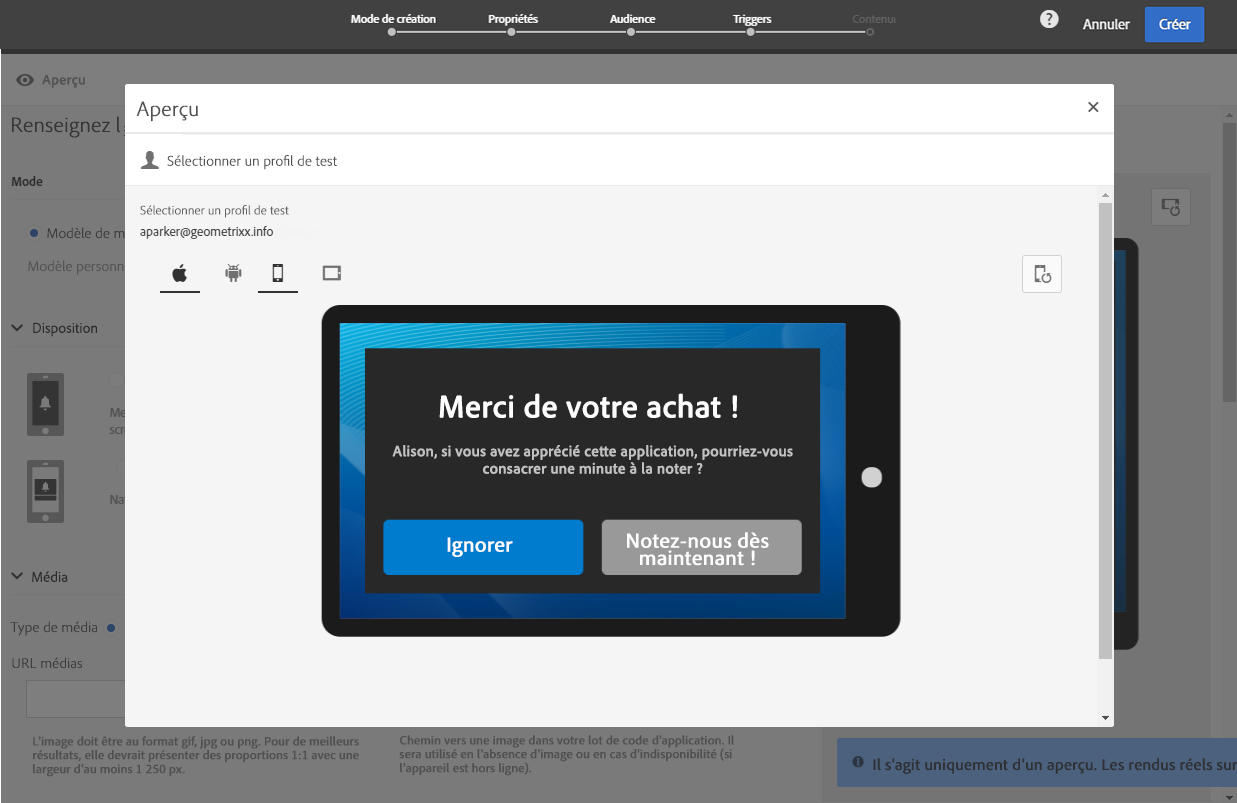 Mode de création Propriétés Audience Triggers Contenu
? Annuler Créer
Aperçu
Renseignez l
Mode
Modèle de m
Modèle personn
Disposition
Me
scr
Na
Média
Type de média
URL médias
L'image doit être au format gif, jpg ou png. Pour de meilleurs
résultats, elle devrait présenter des proportions 1:1 avec une
largeur d'au moins 1 250 px.
Chemin vers une image dans votre lot de code d'application. Il
sera utilisé en l'absence d'image ou en cas d'indisponibilité (si
l'appareil est hors ligne).
Il s'agit uniquement d'un aperçu. Les rendus réels sur
Aperçu
Sélectionner un profil de test
Sélectionner un profil de test
aparker@geometrixx.info
Merci de votre achat !
Alison, si vous avez apprécié cette application, pourriez-vous
consacrer une minute à la noter ?
Ignorer
Notez-nous dès
maintenant !